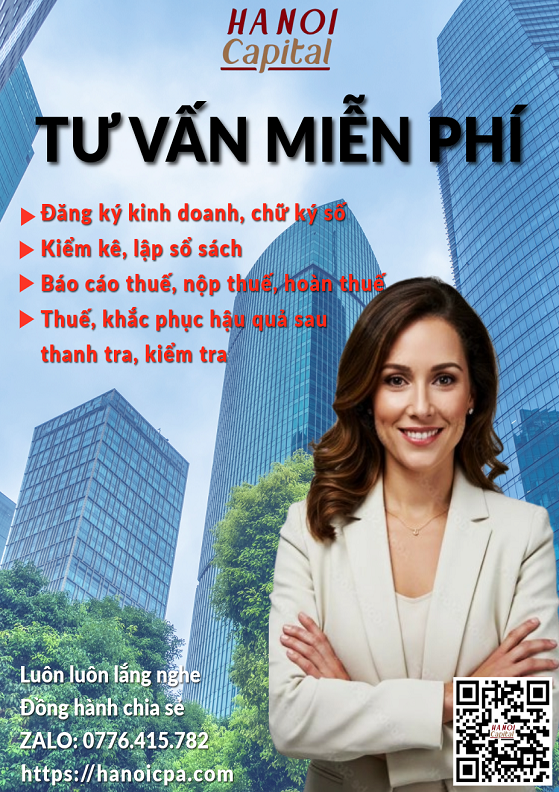 HANOI
Capital
TƯ VẤN MIỄN PHÍ
Đăng ký kinh doanh, chữ ký số
Kiểm kê, lập sổ sách
Báo cáo thuế, nộp thuế, hoàn thuế
Thuế, khắc phục hậu quả sau
thanh tra, kiểm tra
Luôn luôn lắng nghe
Đồng hành chia sẻ
ZALO: 0776.415.782
https://hanoicpa.com
HANOI
Capital